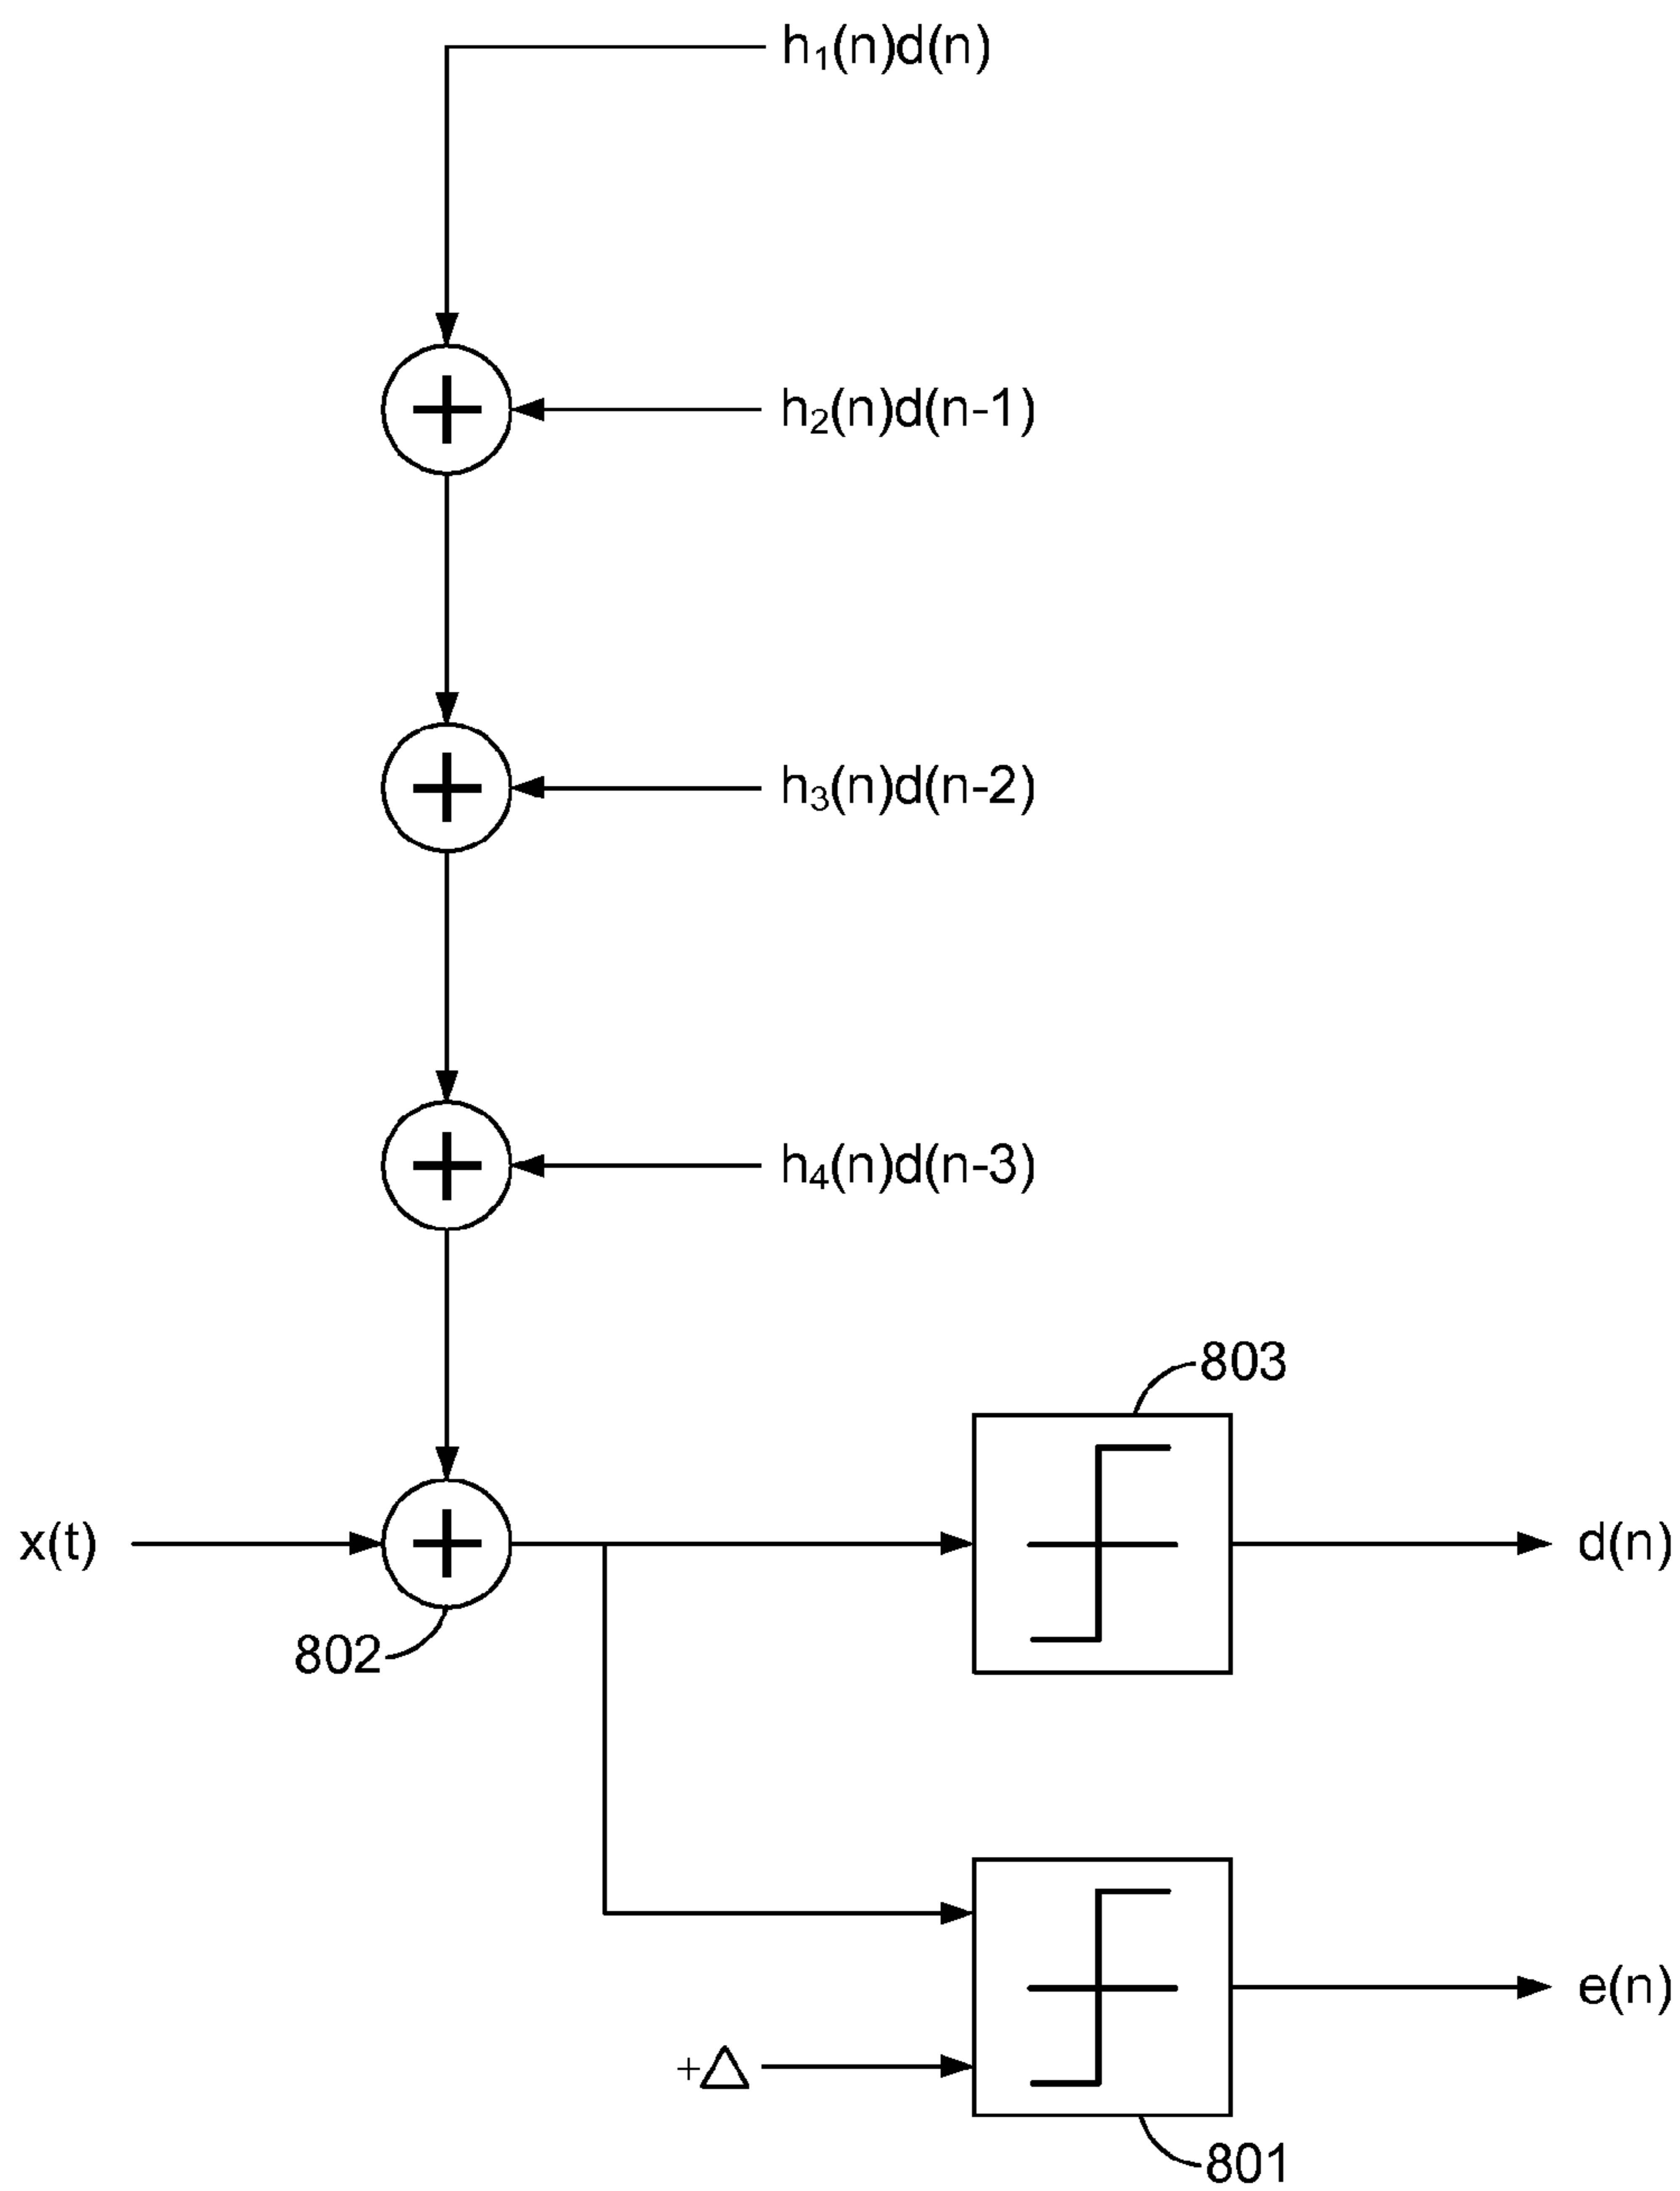 h₁(n)d(n)
h₂(n)d(n-1)
h₃(n)d(n-2)
h₄(n)d(n-3)
803
x(t)
d(n)
802
e(n)
+△
801